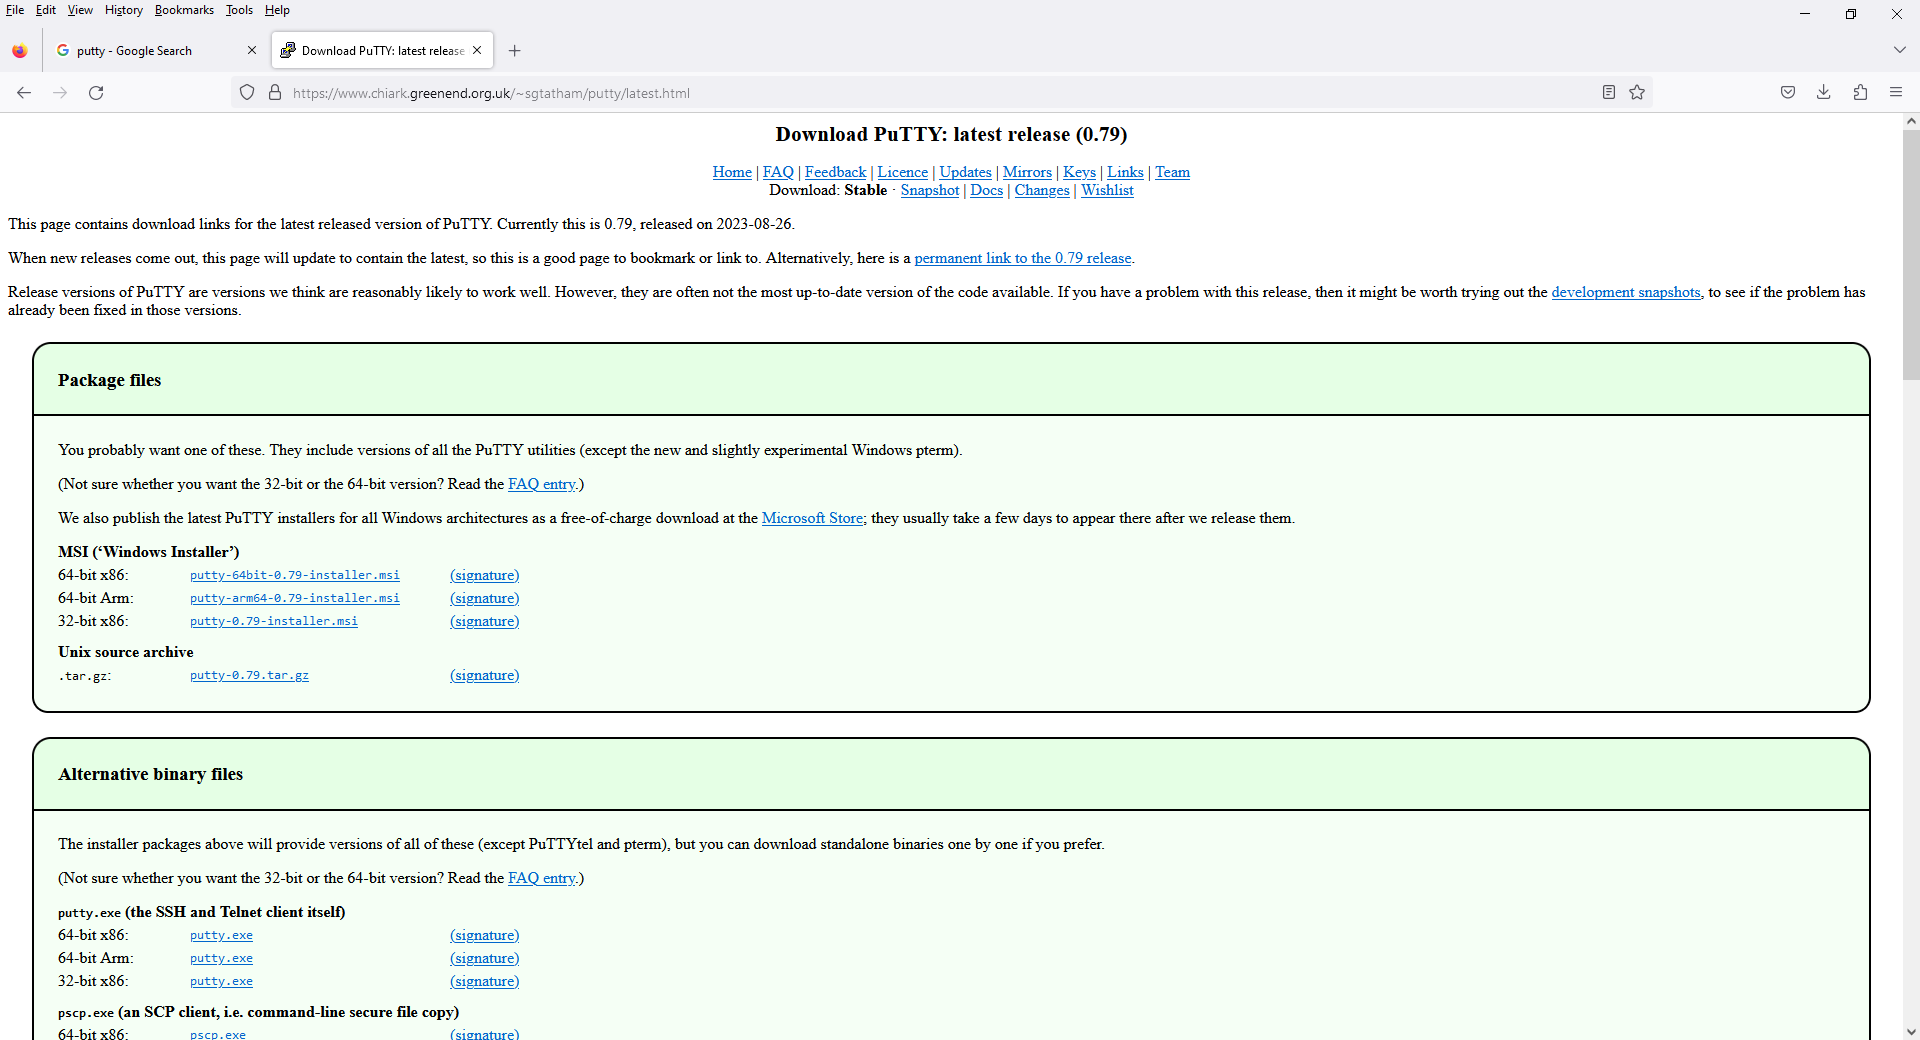 File Edit View History Bookmarks Tools Help
putty - Google Search
Download PuTTY: latest release
https://www.chiark.greenend.org.uk/~sgtatham/putty/latest.html
Download PuTTY: latest release (0.79)
Home | FAQ | Feedback | Licence | Updates | Mirrors | Keys | Links | Team
Download: Stable · Snapshot | Docs | Changes | Wishlist
This page contains download links for the latest released version of PuTTY. Currently this is 0.79, released on 2023-08-26.
When new releases come out, this page will update to contain the latest, so this is a good page to bookmark or link to. Alternatively, here is a permanent link to the 0.79 release.
Release versions of PuTTY are versions we think are reasonably likely to work well. However, they are often not the most up-to-date version of the code available. If you have a problem with this release, then it might be worth trying out the development snapshots, to see if the problem has
already been fixed in those versions.
Package files
You probably want one of these. They include versions of all the PuTTY utilities (except the new and slightly experimental Windows pterm).
(Not sure whether you want the 32-bit or the 64-bit version? Read the FAQ entry.)
We also publish the latest PuTTY installers for all Windows architectures as a free-of-charge download at the Microsoft Store; they usually take a few days to appear there after we release them.
MSI (‘Windows Installer’)
64-bit x86: putty-64bit-0.79-installer.msi (signature)
64-bit Arm: putty-arm64-0.79-installer.msi (signature)
32-bit x86: putty-0.79-installer.msi (signature)
Unix source archive
.tar.gz: putty-0.79.tar.gz (signature)
Alternative binary files
The installer packages above will provide versions of all of these (except PuTTYtel and pterm), but you can download standalone binaries one by one if you prefer.
(Not sure whether you want the 32-bit or the 64-bit version? Read the FAQ entry.)
putty.exe (the SSH and Telnet client itself)
64-bit x86: putty.exe (signature)
64-bit Arm: putty.exe (signature)
32-bit x86: putty.exe (signature)
pscp.exe (an SCP client, i.e. command-line secure file copy)
64-bit x86: pscp.exe (signature)